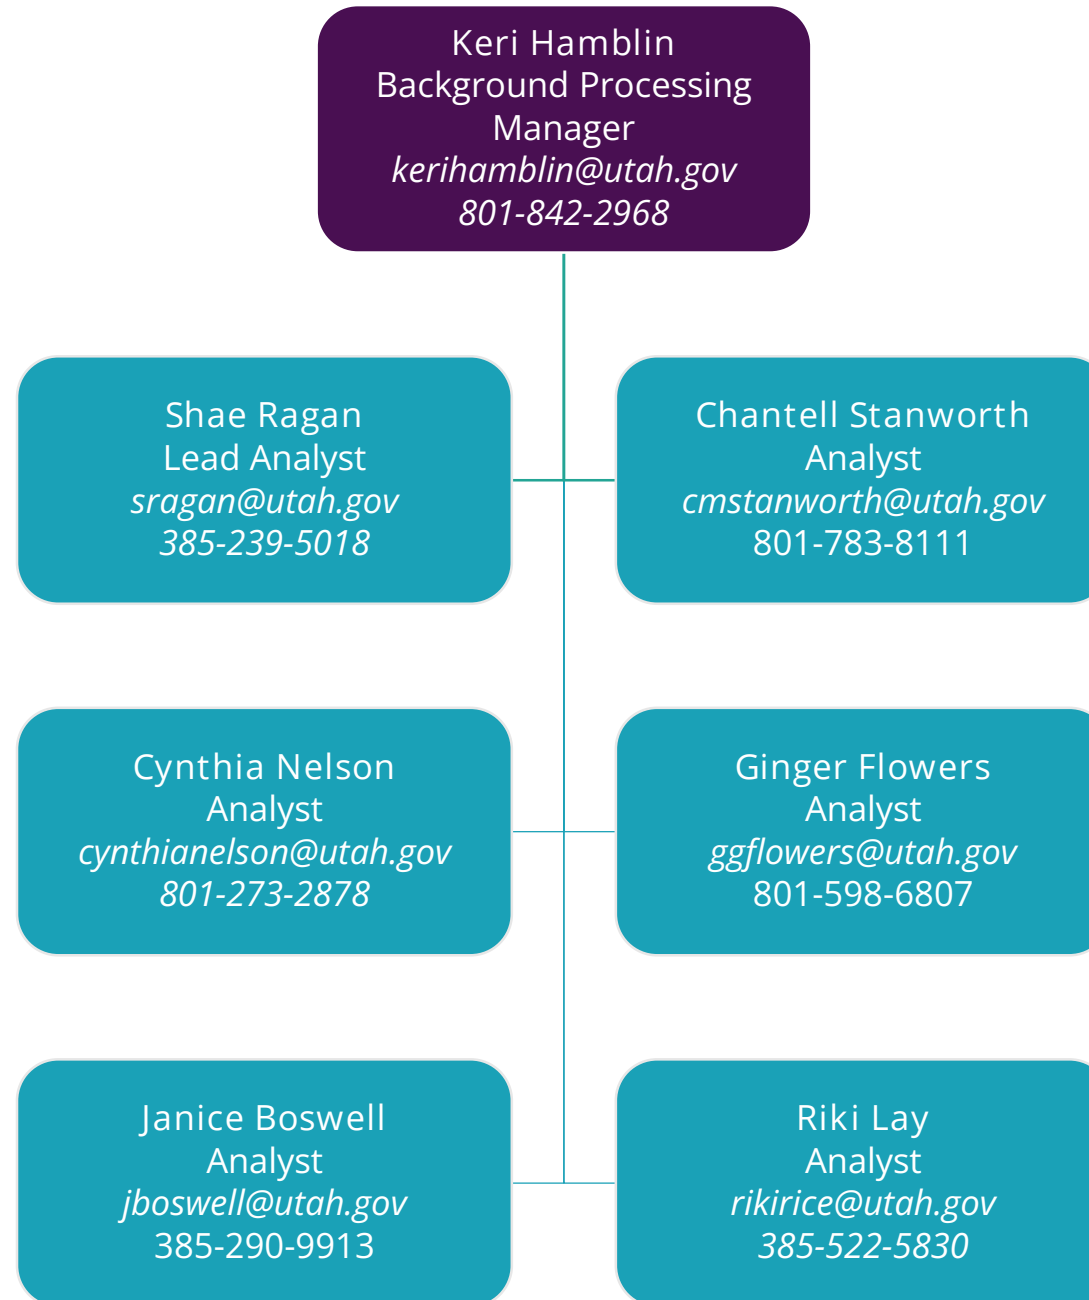 Keri Hamblin
Background Processing
Manager
kerihamblin@utah.gov
801-842-2968
Shae Ragan
Lead Analyst
sragan@utah.gov
385-239-5018
Chantell Stanworth
Analyst
cmstanworth@utah.gov
801-783-8111
Cynthia Nelson
Analyst
cynthianelson@utah.gov
801-273-2878
Ginger Flowers
Analyst
ggflowers@utah.gov
801-598-6807
Janice Boswell
Analyst
jboswell@utah.gov
385-290-9913
Riki Lay
Analyst
rikirice@utah.gov
385-522-5830